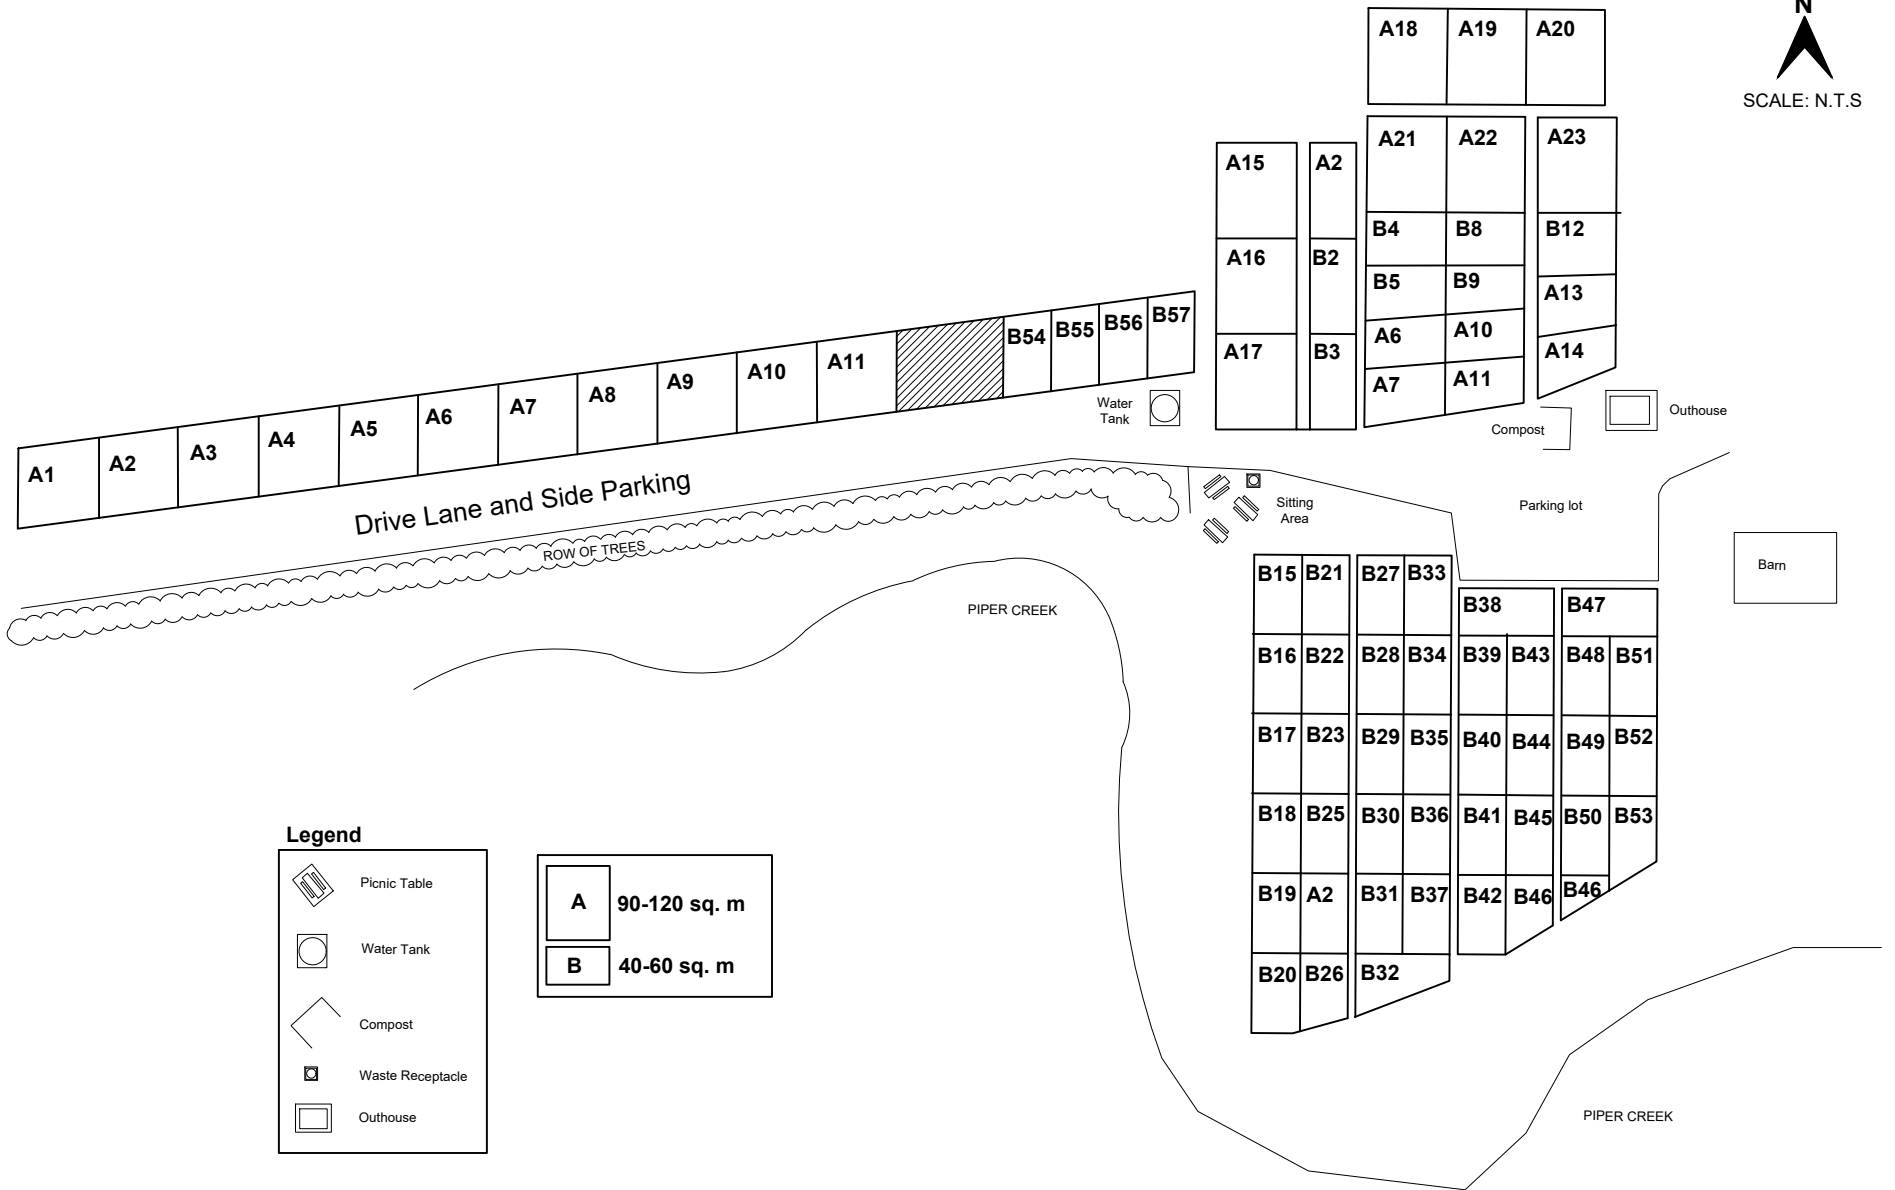 N
SCALE: N.T.S
A18 A19 A20
A21 A22 A23
A15 A2
B4 B8 B12
A16 B2
B5 B9 A13
A6 A10 A14
A17 B3
A7 A11
A1 A2 A3 A4 A5 A6 A7 A8 A9 A10 A11 B54 B55 B56 B57
Water
Tank
Compost
Outhouse
Drive Lane and Side Parking
ROW OF TREES
Sitting
Area
Parking lot
Barn
PIPER CREEK
B15 B21 B27 B33
B38 B47
B16 B22 B28 B34 B39 B43 B48 B51
B17 B23 B29 B35 B40 B44 B49 B52
B18 B25 B30 B36 B41 B45 B50 B53
B19 A2 B31 B37 B42 B46 B46
B20 B26 B32
Legend
Picnic Table
Water Tank
Compost
Waste Receptacle
Outhouse
A 90-120 sq. m
B 40-60 sq. m
PIPER CREEK